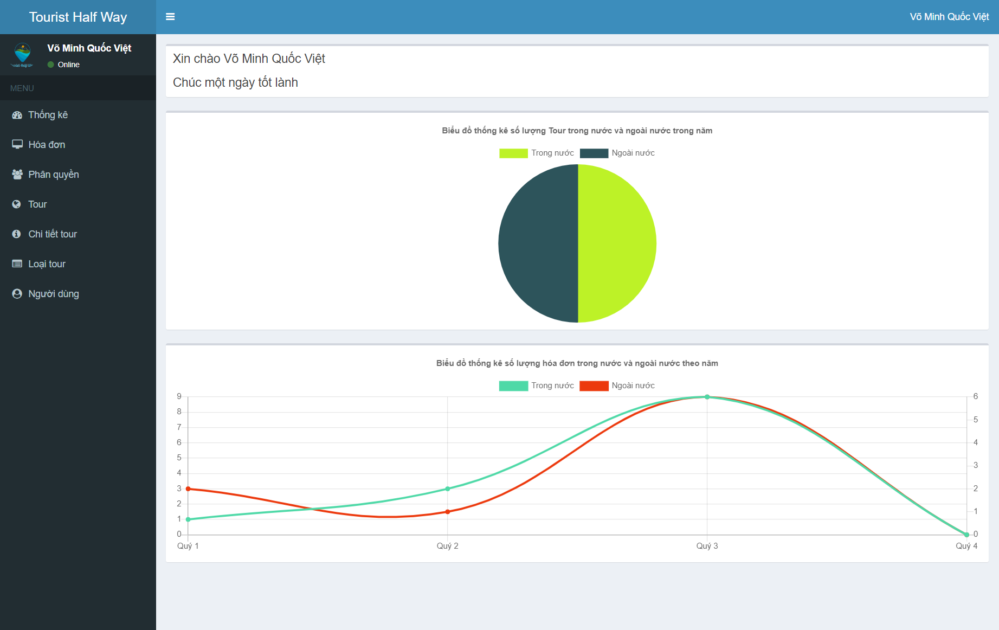 Tourist Half Way
Võ Minh Quốc Việt
Võ Minh Quốc Việt
Online
MENU
Thống kê
Hóa đơn
Phân quyền
Tour
Chi tiết tour
Loại tour
Người dùng
Xin chào Võ Minh Quốc Việt
Chúc một ngày tốt lành
Biểu đồ thống kê số lượng Tour trong nước và ngoài nước trong năm
Trong nước Ngoài nước
Biểu đồ thống kê số lượng hóa đơn trong nước và ngoài nước theo năm
Trong nước Ngoài nước
9
8
7
6
5
4
3
2
1
0
6
5
4
3
2
1
0
Quý 1 Quý 2 Quý 3 Quý 4